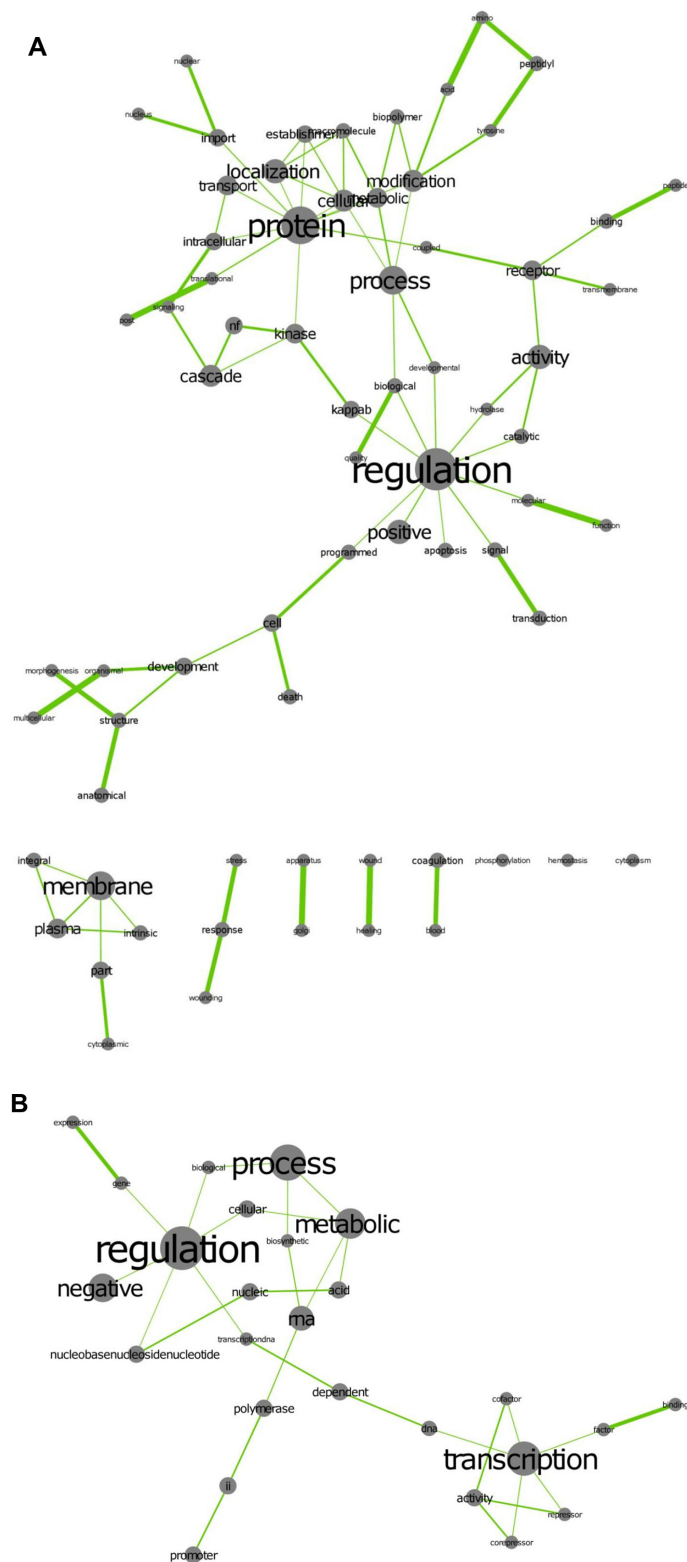 A
amino
nuclear
peptidyl
acid
nucleus
biopolymer
import
establishmen
macromolecule
tyrosine
localization
modification
transport
cellular
metabolic
peptide
protein
binding
intracellular
coupled
receptor
translational
process
transmembrane
signaling
post
nf
kinase
activity
cascade
developmental
biological
kappab
hydrolase
catalytic
quality
regulation
molecular
function
positive
programmed
apoptosis
signal
transduction
cell
morphogenesis
organismal
development
death
multicellular
structure
anatomical
integral
stress
apparatus
wound
coagulation
phosphorylation
hemostasis
cytoplasm
membrane
plasma
intrinsic
response
golgi
healing
blood
part
wounding
cytoplasmic
B
expression
process
biological
gene
cellular
metabolic
regulation
biosynthetic
negative
nucleic
acid
rna
transcriptiondna
nucleobasenucleosidenucleotide
dependent
cofactor
binding
polymerase
dna
factor
transcription
ii
activity
repressor
corepressor
promoter